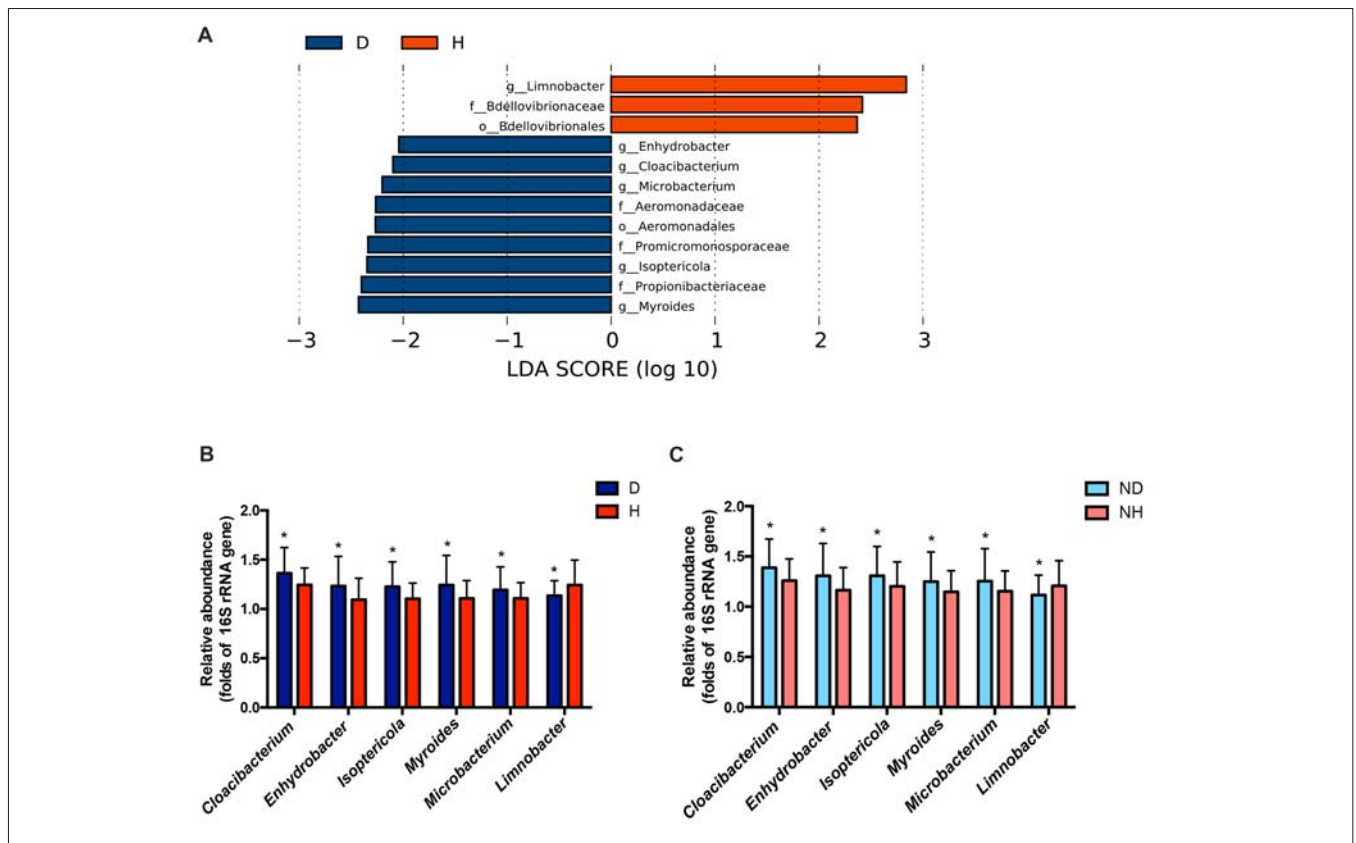 A
D
H
g__Limnobacter
f__Bdellovibrionaceae
o__Bdellovibrionales
g__Enhydrobacter
g__Cloacibacterium
g__Microbacterium
f__Aeromonadaceae
o__Aeromonadales
f__Promicromonosporaceae
g__Isoptericola
f__Propionibacteriaceae
g__Myroides
−3 −2 −1 0 1 2 3
LDA SCORE (log 10)
B
D
H
Relative aboundance
(folds of 16S rRNA gene)
2.0
1.5
1.0
0.5
0.0
* * * * * *
Cloacibacterium
Enhydrobacter
Isoptericola
Myroides
Microbacterium
Limnobacter
C
ND
NH
Relative aboundance
(folds of 16S rRNA gene)
2.0
1.5
1.0
0.5
0.0
* * * * * *
Cloacibacterium
Enhydrobacter
Isoptericola
Myroides
Microbacterium
Limnobacter